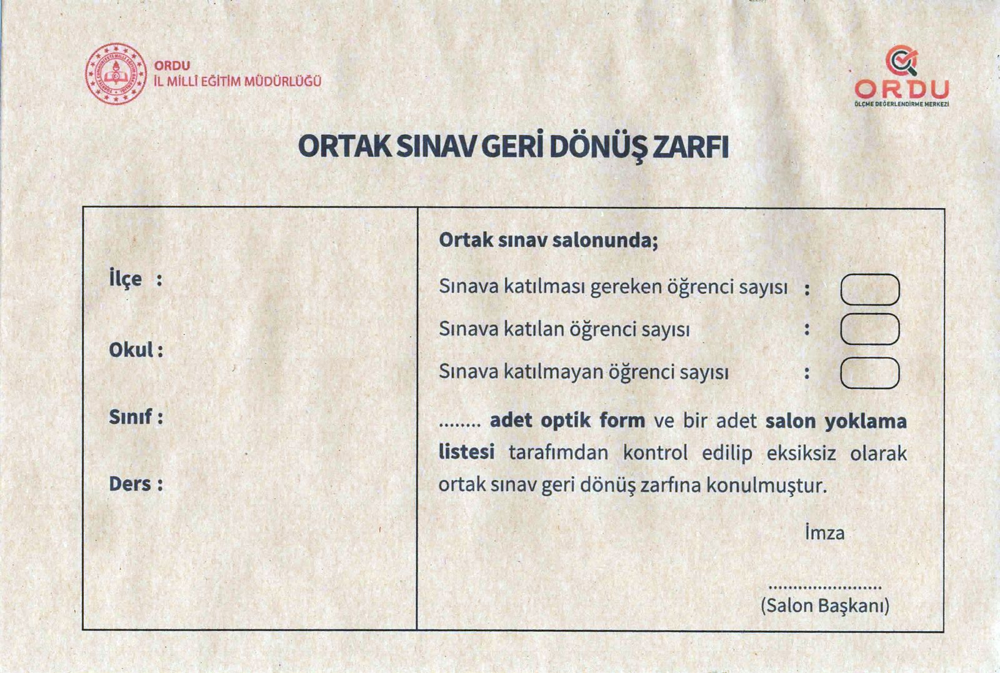 ORDU
İL MİLLÎ EĞİTİM MÜDÜRLÜĞÜ
ORDU
ÖLÇME DEĞERLENDİRME MERKEZİ
ORTAK SINAV GERİ DÖNÜŞ ZARFI
İlçe :
Okul :
Sınıf :
Ders :
Ortak sınav salonunda;
Sınava katılması gereken öğrenci sayısı :
Sınava katılan öğrenci sayısı :
Sınava katılmayan öğrenci sayısı :
........ adet optik form ve bir adet salon yoklama
listesi tarafımdan kontrol edilip eksiksiz olarak
ortak sınav geri dönüş zarfına konulmuştur.
İmza
........................
(Salon Başkanı)